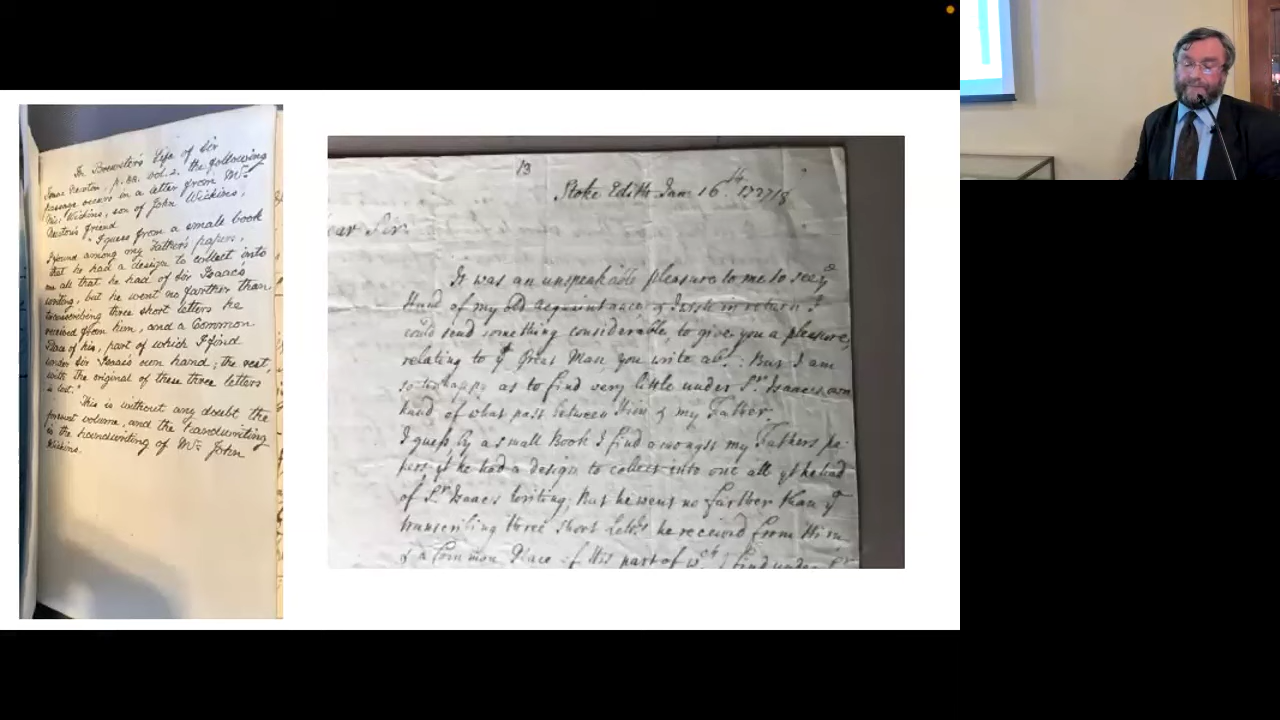 In Brewster's Life of Sir
Isaac Newton, p. 88. vol. 2. the following
passage occurs in a letter from Mr.
Nic. Wickins, son of John Wickins,
Newton's friend
"I guess from a small book
I found among my Father's papers,
that he had a design to collect into
one all that he had of Sir Isaac's
writing, but he went no farther than
transcribing three short letters he
received from him, and a Common
Place of his, part of which I find
under Sir Isaac's own hand; the rest,
with the original of these three letters
is lost."
This is without any doubt the
volume, and the handwriting
is the handwriting of Mr. John
Wickins.
13
Stoke Edith Jan 16th 1727/8
ear Sir
It was an unspeakable pleasure to me to see ye
Hand of my old acquaintance & I wish in return I
could send something considerable, to give you a pleasure,
relating to ye Great Man you write abt: But I am
so unhappy as to find very little under Sr. Isaacs own
hand of what past between Him & my Father.
I guess by a small Book I find amongst my Fathers pa-
pers, yt he had a design to collect into one all yt he had
of Sr Isaacs Writing; But he went no farther than ye
transcribing three short Letrs he received from Him
& a Common Place of His part of wch I find under Sr